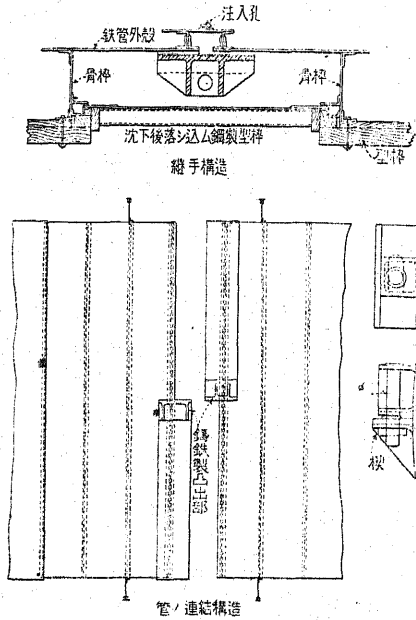 注入孔
鉄管外殻
骨枠
骨枠
沈下後落シ込ム鋼製型枠
型枠
継手構造
鋳鉄製凸出部
楔
管ノ連結構造